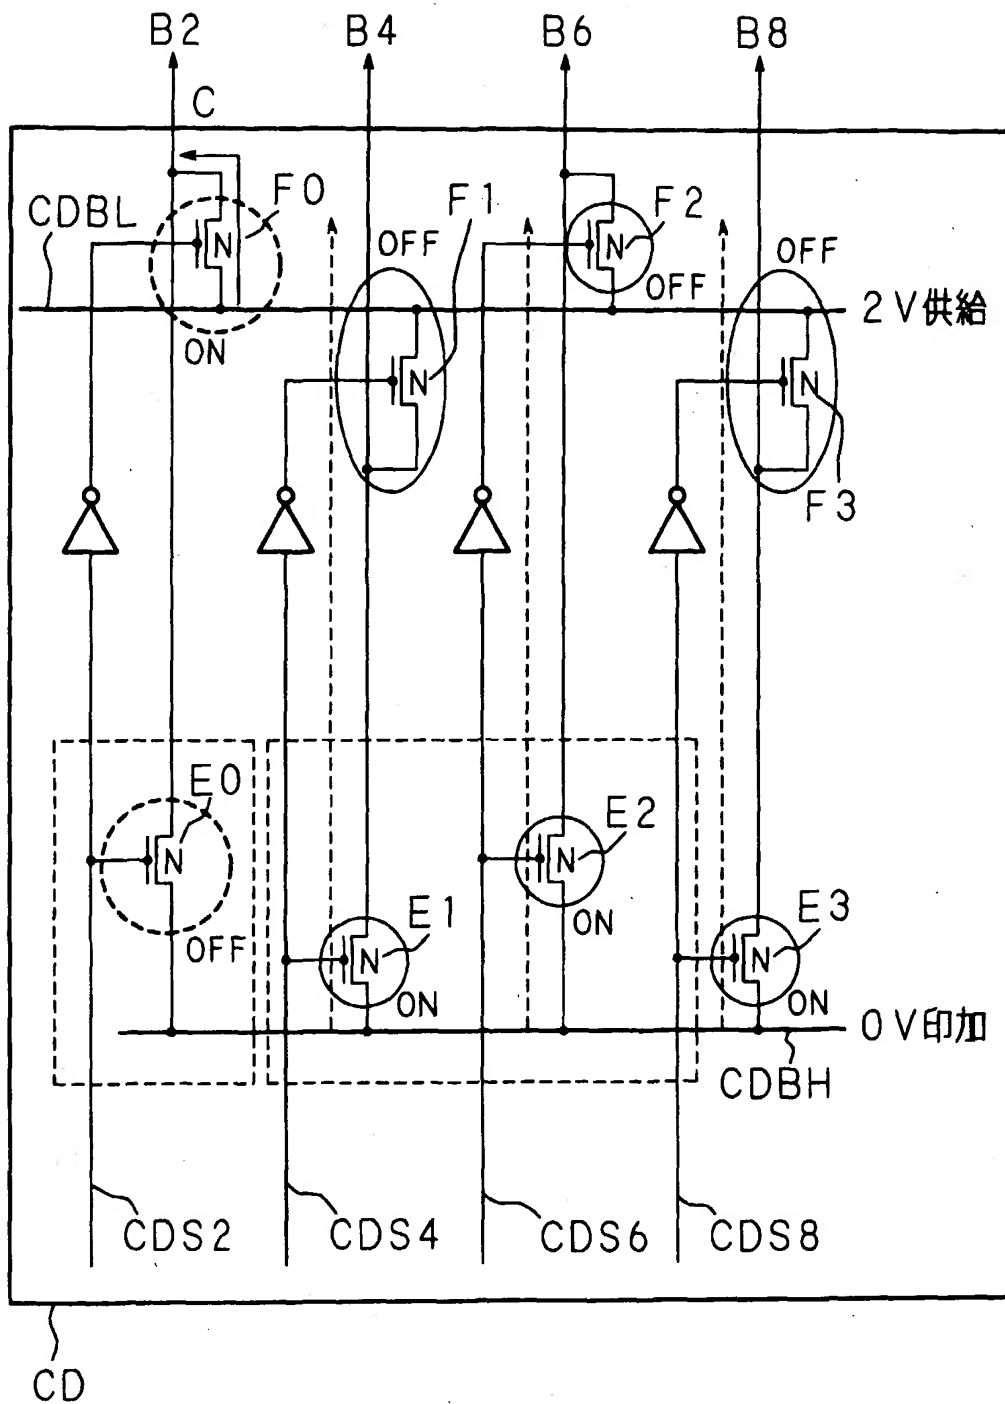 B2 B4 B6 B8
C
F0 F1 F2
CDBL OFF OFF
N N
OFF
2V供給
ON
N N
F3
E0 E2 E3
N N
E1
OFF ON
N N
ON ON
0V印加
CDBH
CDS2 CDS4 CDS6 CDS8
CD